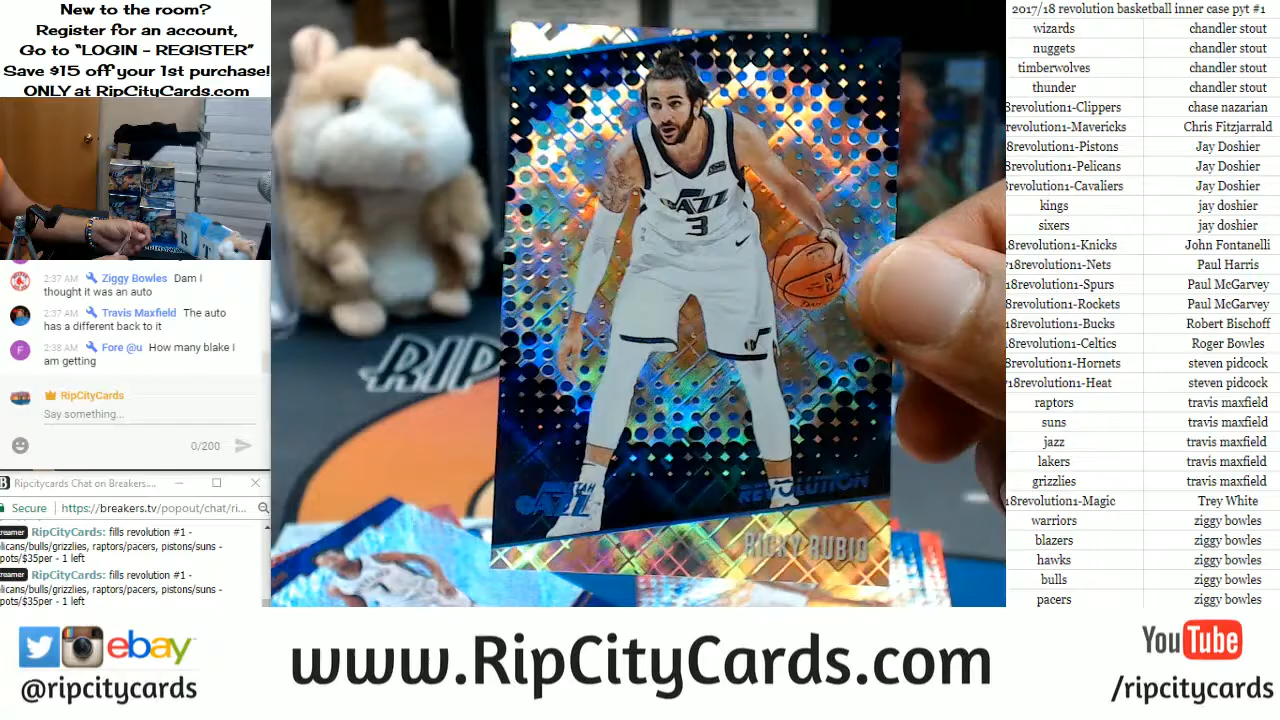 New to the room?
Register for an account,
Go to "LOGIN - REGISTER"
Save $15 off your 1st purchase!
ONLY at RipCityCards.com
2:37 AM Ziggy Bowles Dam I
thought it was an auto
2:37 AM Travis Maxfield The auto
has a different back to it
F 2:38 AM Fore @u How many blake I
am getting
RipCityCards
Say something...
0/200
Ripcitycards Chat on Breakers....
Secure https://breakers.tv/popout/chat/ri...
reamer RipCityCards: fills revolution #1 -
licans/bulls/grizzlies, raptors/pacers, pistons/suns -
pots/$35per - 1 left
reamer RipCityCards: fills revolution #1 -
licans/bulls/grizzlies, raptors/pacers, pistons/suns -
pots/$35per - 1 left
RIP
JAZZ
3
UTAH
JAZZ
REVOLUTION
RICKY RUBIO
2017/18 revolution basketball inner case pyt #1
wizards chandler stout
nuggets chandler stout
timberwolves chandler stout
thunder chandler stout
8revolution1-Clippers chase nazarian
revolution1-Mavericks Chris Fitzjarrald
18revolution1-Pistons Jay Doshier
18revolution1-Pelicans Jay Doshier
8revolution1-Cavaliers Jay Doshier
kings jay doshier
sixers jay doshier
18revolution1-Knicks John Fontanelli
/18revolution1-Nets Paul Harris
18revolution1-Spurs Paul McGarvey
8revolution1-Rockets Paul McGarvey
18revolution1-Bucks Robert Bischoff
18revolution1-Celtics Roger Bowles
8revolution1-Hornets steven pidcock
/18revolution1-Heat steven pidcock
raptors travis maxfield
suns travis maxfield
jazz travis maxfield
lakers travis maxfield
grizzlies travis maxfield
18revolution1-Magic Trey White
warriors ziggy bowles
blazers ziggy bowles
hawks ziggy bowles
bulls ziggy bowles
pacers ziggy bowles
ebay
@ripcitycards
www.RipCityCards.com
YouTube
/ripcitycards